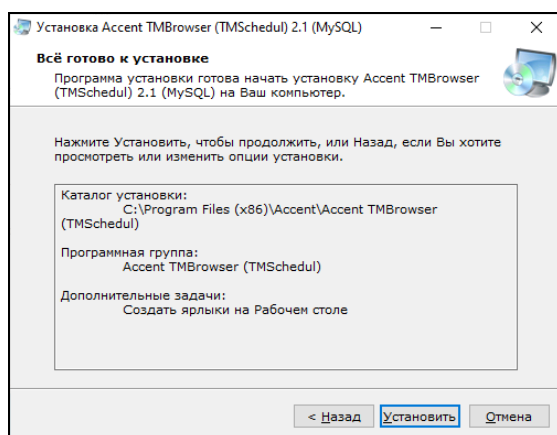 Установка Accent TMBrowser (TMSchedul) 2.1 (MySQL)
Всё готово к установке
Программа установки готова начать установку Accent TMBrowser
(TMSchedul) 2.1 (MySQL) на Ваш компьютер.
Нажмите Установить, чтобы продолжить, или Назад, если Вы хотите
просмотреть или изменить опции установки.
Каталог установки:
C:\Program Files (x86)\Accent\Accent TMBrowser
(TMSchedul)
Программная группа:
Accent TMBrowser (TMSchedul)
Дополнительные задачи:
Создать ярлыки на Рабочем столе
< Назад Установить Отмена